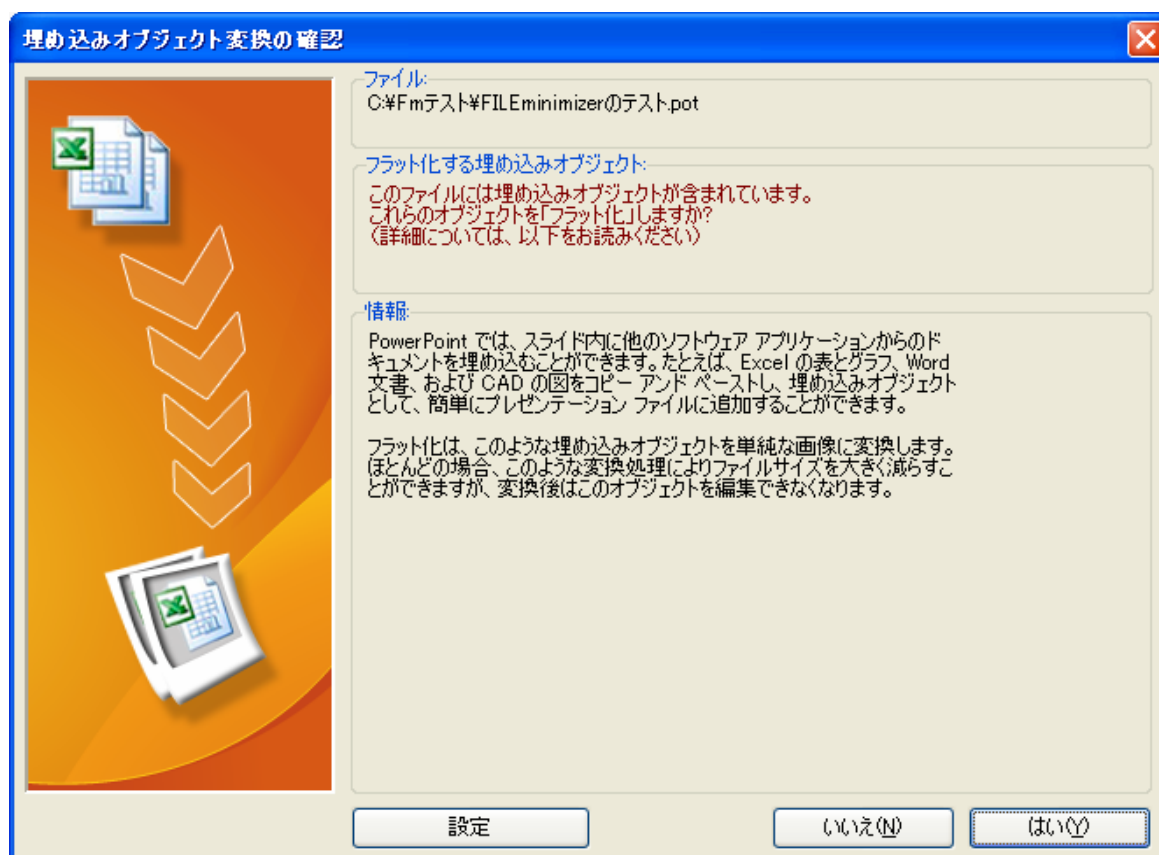 埋め込みオブジェクト変換の確認
ファイル:
C:¥Fmテスト¥FILEminimizerのテスト.pot
フラット化する埋め込みオブジェクト:
このファイルには埋め込みオブジェクトが含まれています。
これらのオブジェクトを「フラット化」しますか?
(詳細については、以下をお読みください)
情報:
PowerPoint では、スライド内に他のソフトウェア アプリケーションからのド
キュメントを埋め込むことができます。たとえば、Excel の表とグラフ、Word
文書、および CAD の図をコピー アンド ペーストし、埋め込みオブジェクト
として、簡単にプレゼンテーション ファイルに追加することができます。
フラット化は、このような埋め込みオブジェクトを単純な画像に変換します。
ほとんどの場合、このような変換処理によりファイルサイズを大きく減らすこ
とができますが、変換後はこのオブジェクトを編集できなくなります。
設定
いいえ(N)
はい(Y)